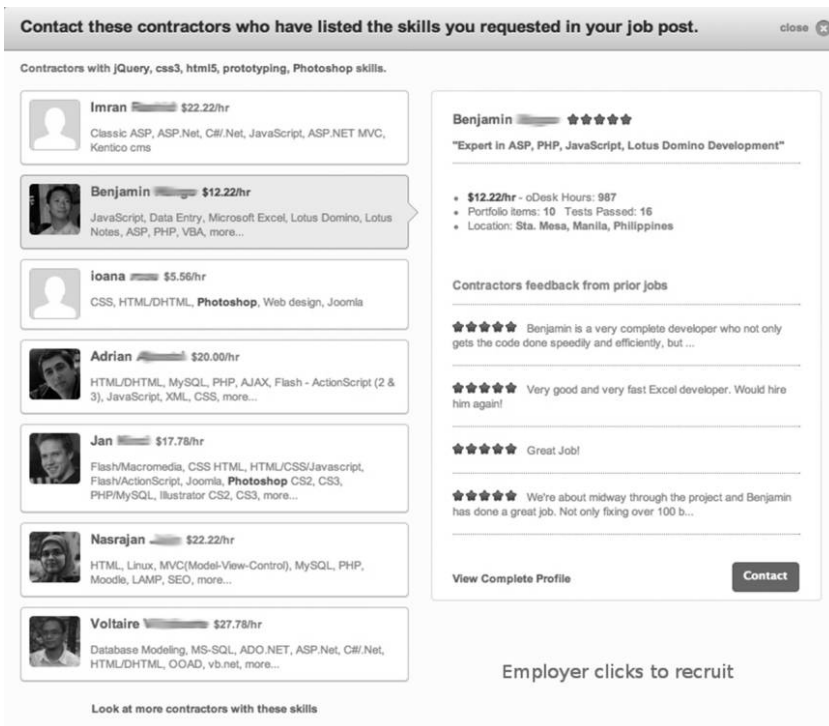 Contact these contractors who have listed the skills you requested in your job post.
close
Contractors with jQuery, css3, html5, prototyping, Photoshop skills.
Imran $22.22/hr
Classic ASP, ASP.Net, C#/.Net, JavaScript, ASP.NET MVC,
Kentico cms
Benjamin $12.22/hr
JavaScript, Data Entry, Microsoft Excel, Lotus Domino, Lotus
Notes, ASP, PHP, VBA, more...
ioana $5.56/hr
CSS, HTML/DHTML, Photoshop, Web design, Joomla
Adrian $20.00/hr
HTML/DHTML, MySQL, PHP, AJAX, Flash - ActionScript (2 &
3), JavaScript, XML, CSS, more...
Jan $17.78/hr
Flash/Macromedia, CSS HTML, HTML/CSS/Javascript,
Flash/ActionScript, Joomla, Photoshop CS2, CS3,
PHP/MySQL, Illustrator CS2, CS3, more...
Nasrajan $22.22/hr
HTML, Linux, MVC(Model-View-Control), MySQL, PHP,
Moodle, LAMP, SEO, more...
Voltaire $27.78/hr
Database Modeling, MS-SQL, ADO.NET, ASP.Net, C#/.Net,
HTML/DHTML, OOAD, vb.net, more...
Look at more contractors with these skills
Benjamin
"Expert in ASP, PHP, JavaScript, Lotus Domino Development"
$12.22/hr - oDesk Hours: 987
Portfolio items: 10 Tests Passed: 16
Location: Sta. Mesa, Manila, Philippines
Contractors feedback from prior jobs
Benjamin is a very complete developer who not only
gets the code done speedily and efficiently, but ...
Very good and very fast Excel developer. Would hire
him again!
Great Job!
We're about midway through the project and Benjamin
has done a great job. Not only fixing over 100 b...
View Complete Profile
Contact
Employer clicks to recruit